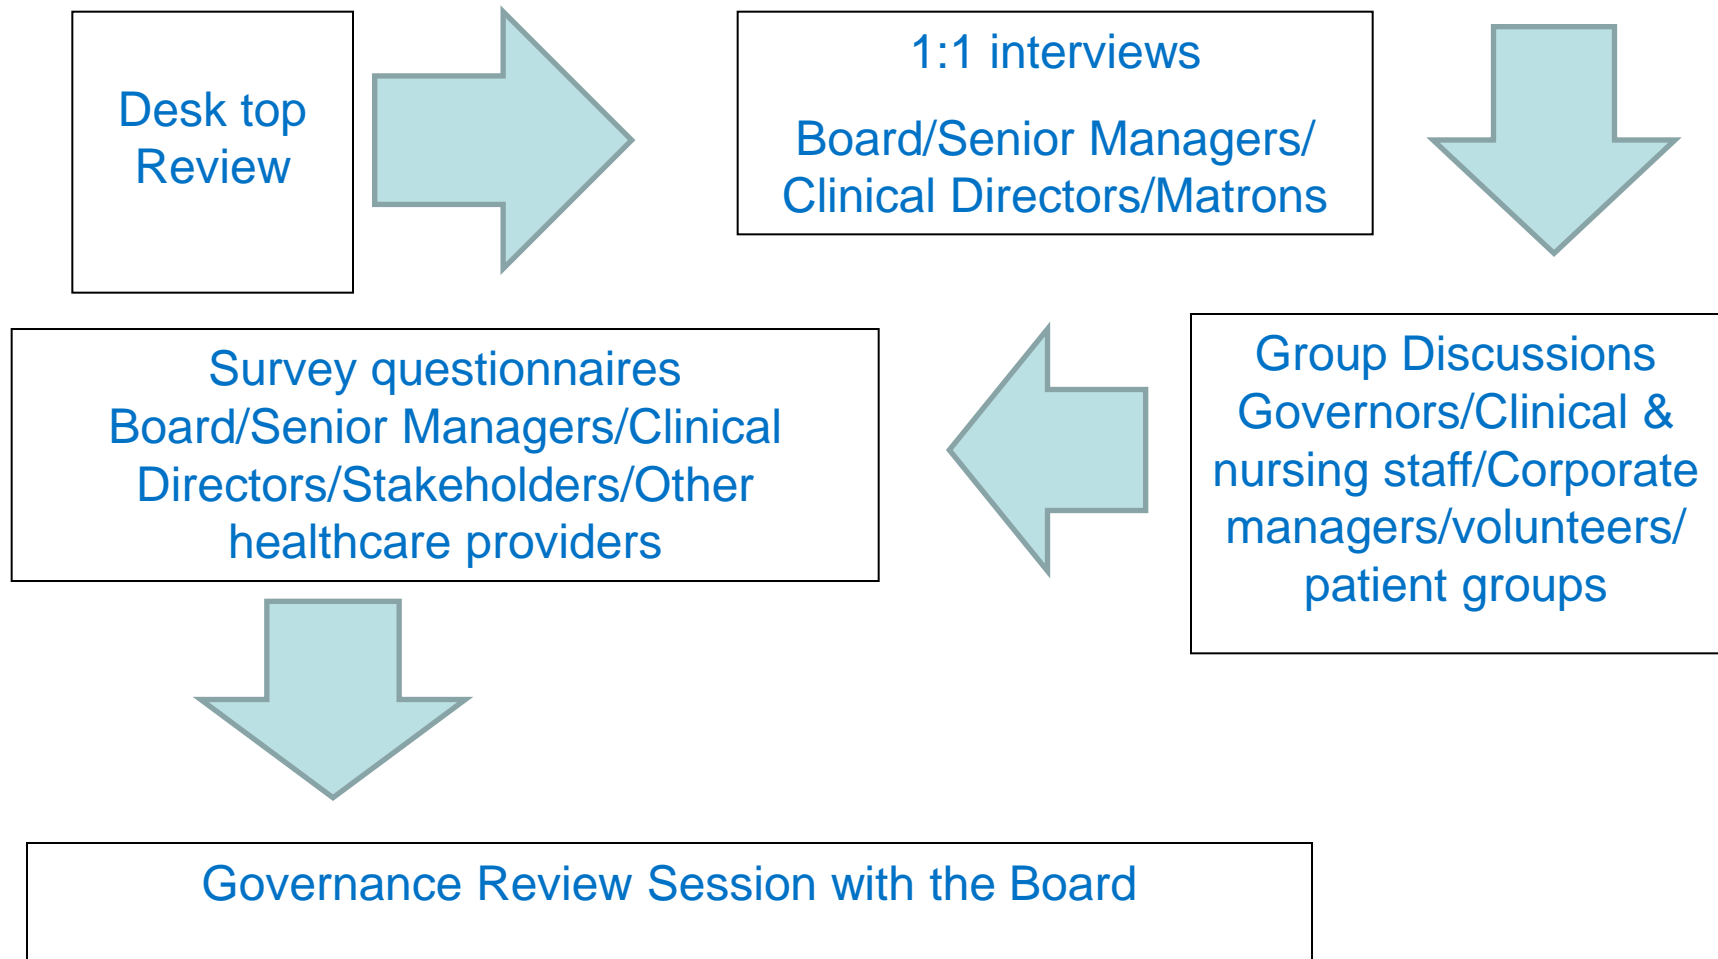 Desk top
Review
1:1 interviews
Board/Senior Managers/
Clinical Directors/Matrons
Group Discussions
Governors/Clinical &
nursing staff/Corporate
managers/volunteers/
patient groups
Survey questionnaires
Board/Senior Managers/Clinical
Directors/Stakeholders/Other
healthcare providers
Governance Review Session with the Board